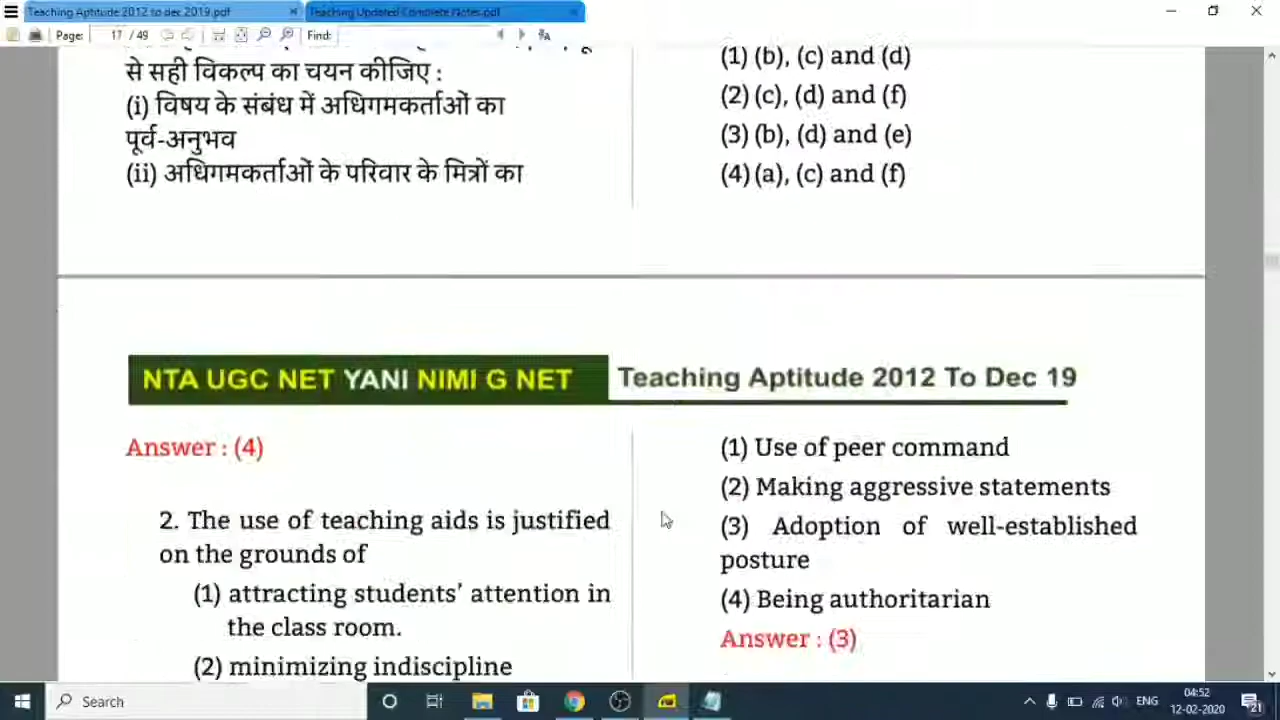 Teaching Aptitude 2012 to dec 2019.pdf
Teaching Updated Complete Notes.pdf
Page: 17 / 49 Find:
से सही विकल्प का चयन कीजिए :
(i) विषय के संबंध में अधिगमकर्ताओं का
पूर्व-अनुभव
(ii) अधिगमकर्ताओं के परिवार के मित्रों का
(1) (b), (c) and (d)
(2) (c), (d) and (f)
(3) (b), (d) and (e)
(4) (a), (c) and (f)
NTA UGC NET YANI NIMI G NET
Teaching Aptitude 2012 To Dec 19
Answer : (4)
2. The use of teaching aids is justified
on the grounds of
(1) attracting students’ attention in
the class room.
(2) minimizing indiscipline
(1) Use of peer command
(2) Making aggressive statements
(3) Adoption of well-established
posture
(4) Being authoritarian
Answer : (3)
Search
ENG
04:52
12-02-2020
21